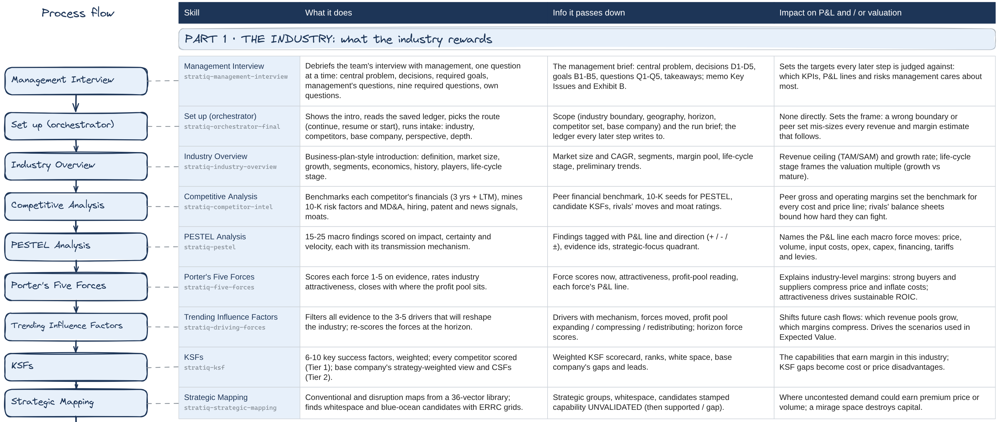 Process flow
Skill
What it does
Info it passes down
Impact on P&L and / or valuation
PART 1 · THE INDUSTRY: what the industry rewards
Management Interview
Management Interview
stratiq-management-interview
Debriefs the team's interview with management, one question
at a time: central problem, decisions, required goals,
management's questions, nine required questions, own
questions.
The management brief: central problem, decisions D1-D5,
goals B1-B5, questions Q1-Q5, takeaways; memo Key
Issues and Exhibit B.
Sets the targets every later step is judged against:
which KPIs, P&L lines and risks management cares about
most.
Set up (orchestrator)
Set up (orchestrator)
stratiq-orchestrator-final
Shows the intro, reads the saved ledger, picks the route
(continue, resume or start), runs intake: industry,
competitors, base company, perspective, depth.
Scope (industry boundary, geography, horizon,
competitor set, base company) and the run brief; the
ledger every later step writes to.
None directly. Sets the frame: a wrong boundary or
peer set mis-sizes every revenue and margin estimate
that follows.
Industry Overview
Industry Overview
stratiq-industry-overview
Business-plan-style introduction: definition, market size,
growth, segments, economics, history, players, life-cycle
stage.
Market size and CAGR, segments, margin pool, life-cycle
stage, preliminary trends.
Revenue ceiling (TAM/SAM) and growth rate; life-cycle
stage frames the valuation multiple (growth vs
mature).
Competitive Analysis
Competitive Analysis
stratiq-competitor-intel
Benchmarks each competitor's financials (3 yrs + LTM), mines
10-K risk factors and MD&A, hiring, patent and news signals,
moats.
Peer financial benchmark, 10-K seeds for PESTEL,
candidate KSFs, rivals' moves and moat ratings.
Peer gross and operating margins set the benchmark for
every cost and price line; rivals' balance sheets
bound how hard they can fight.
PESTEL Analysis
PESTEL Analysis
stratiq-pestel
15-25 macro findings scored on impact, certainty and
velocity, each with its transmission mechanism.
Findings tagged with P&L line and direction (+ / - /
±), evidence ids, strategic-focus quadrant.
Names the P&L line each macro force moves: price,
volume, input costs, opex, capex, financing, tariffs
and levies.
Porter's Five Forces
Porter's Five Forces
stratiq-five-forces
Scores each force 1-5 on evidence, rates industry
attractiveness, closes with where the profit pool sits.
Force scores now, attractiveness, profit-pool reading,
each force's P&L line.
Explains industry-level margins: strong buyers and
suppliers compress price and inflate costs;
attractiveness drives sustainable ROIC.
Trending Influence Factors
Trending Influence Factors
stratiq-driving-forces
Filters all evidence to the 3-5 drivers that will reshape
the industry; re-scores the forces at the horizon.
Drivers with mechanism, forces moved, profit pool
expanding / compressing / redistributing; horizon force
scores.
Shifts future cash flows: which revenue pools grow,
which margins compress. Drives the scenarios used in
Expected Value.
KSFs
KSFs
stratiq-ksf
6-10 key success factors, weighted; every competitor scored
(Tier 1); base company's strategy-weighted view and CSFs
(Tier 2).
Weighted KSF scorecard, ranks, white space, base
company's gaps and leads.
The capabilities that earn margin in this industry;
KSF gaps become cost or price disadvantages.
Strategic Mapping
Strategic Mapping
stratiq-strategic-mapping
Conventional and disruption maps from a 36-vector library;
finds whitespace and blue-ocean candidates with ERRC grids.
Strategic groups, whitespace, candidates stamped
capability UNVALIDATED (then supported / gap).
Where uncontested demand could earn premium price or
volume; a mirage space destroys capital.